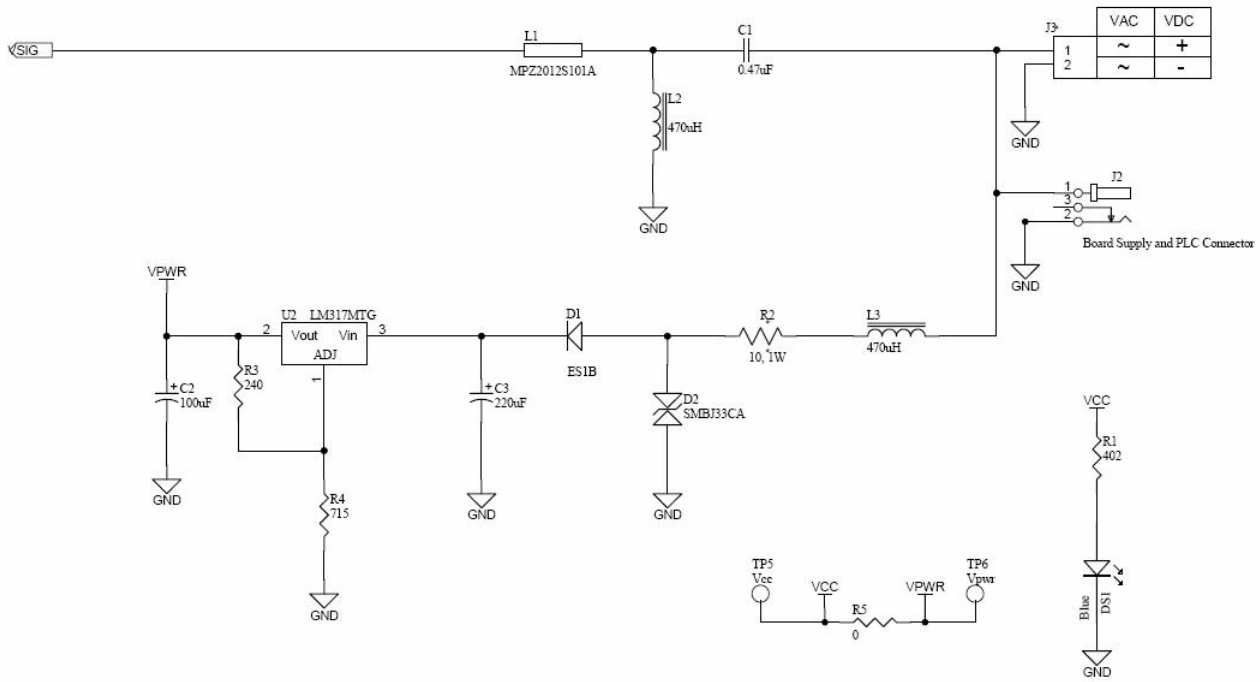 VSIG
L1
MPZ2012S101A
C1
0.47uF
J3
VAC VDC
1 ~ +
2 ~ -
GND
L2
470uH
GND
1
3
2
J2
Board Supply and PLC Connector
GND
VPWR
U2 LM317MTG
2 Vout Vin 3
ADJ
1
D1
ES1B
R2
10, 1W
L3
470uH
R3
240
+ C2
100uF
+ C3
220uF
D2
SMBJ33CA
GND
R4
715
GND
GND
GND
VCC
R1
402
Blue
DS1
GND
TP5
Vcc
VCC
R5
0
VPWR
TP6
Vpwr